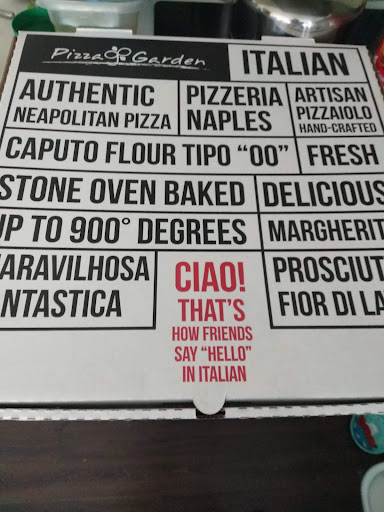 Pizza Garden
ITALIAN
AUTHENTIC
NEAPOLITAN PIZZA
PIZZERIA
NAPLES
ARTISAN
PIZZAIOLO
HAND-CRAFTED
CAPUTO FLOUR TIPO “00”
FRESH
STONE OVEN BAKED
DELICIOUS
UP TO 900° DEGREES
MARGHERIT
ARAVILHOSA
NTASTICA
CIAO!
THAT'S
HOW FRIENDS
SAY “HELLO”
IN ITALIAN
PROSCIUT
FIOR DI LA